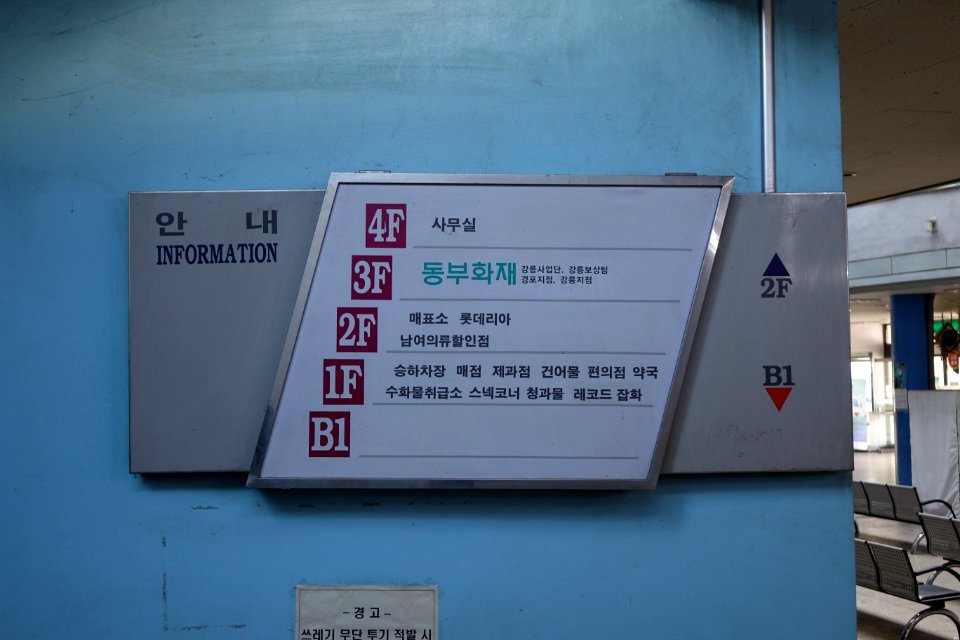 안 내
INFORMATION
4F 사무실
3F 동부화재 강릉사업단, 강릉보상팀
경포지점, 강릉지점
2F 매표소 롯데리아
남여의류할인점
1F 승하차장 매점 제과점 건어물 편의점 약국
수화물취급소 스넥코너 청과물 레코드 잡화
B1
2F
B1
- 경 고 -
쓰레기 무단 투기 적발 시